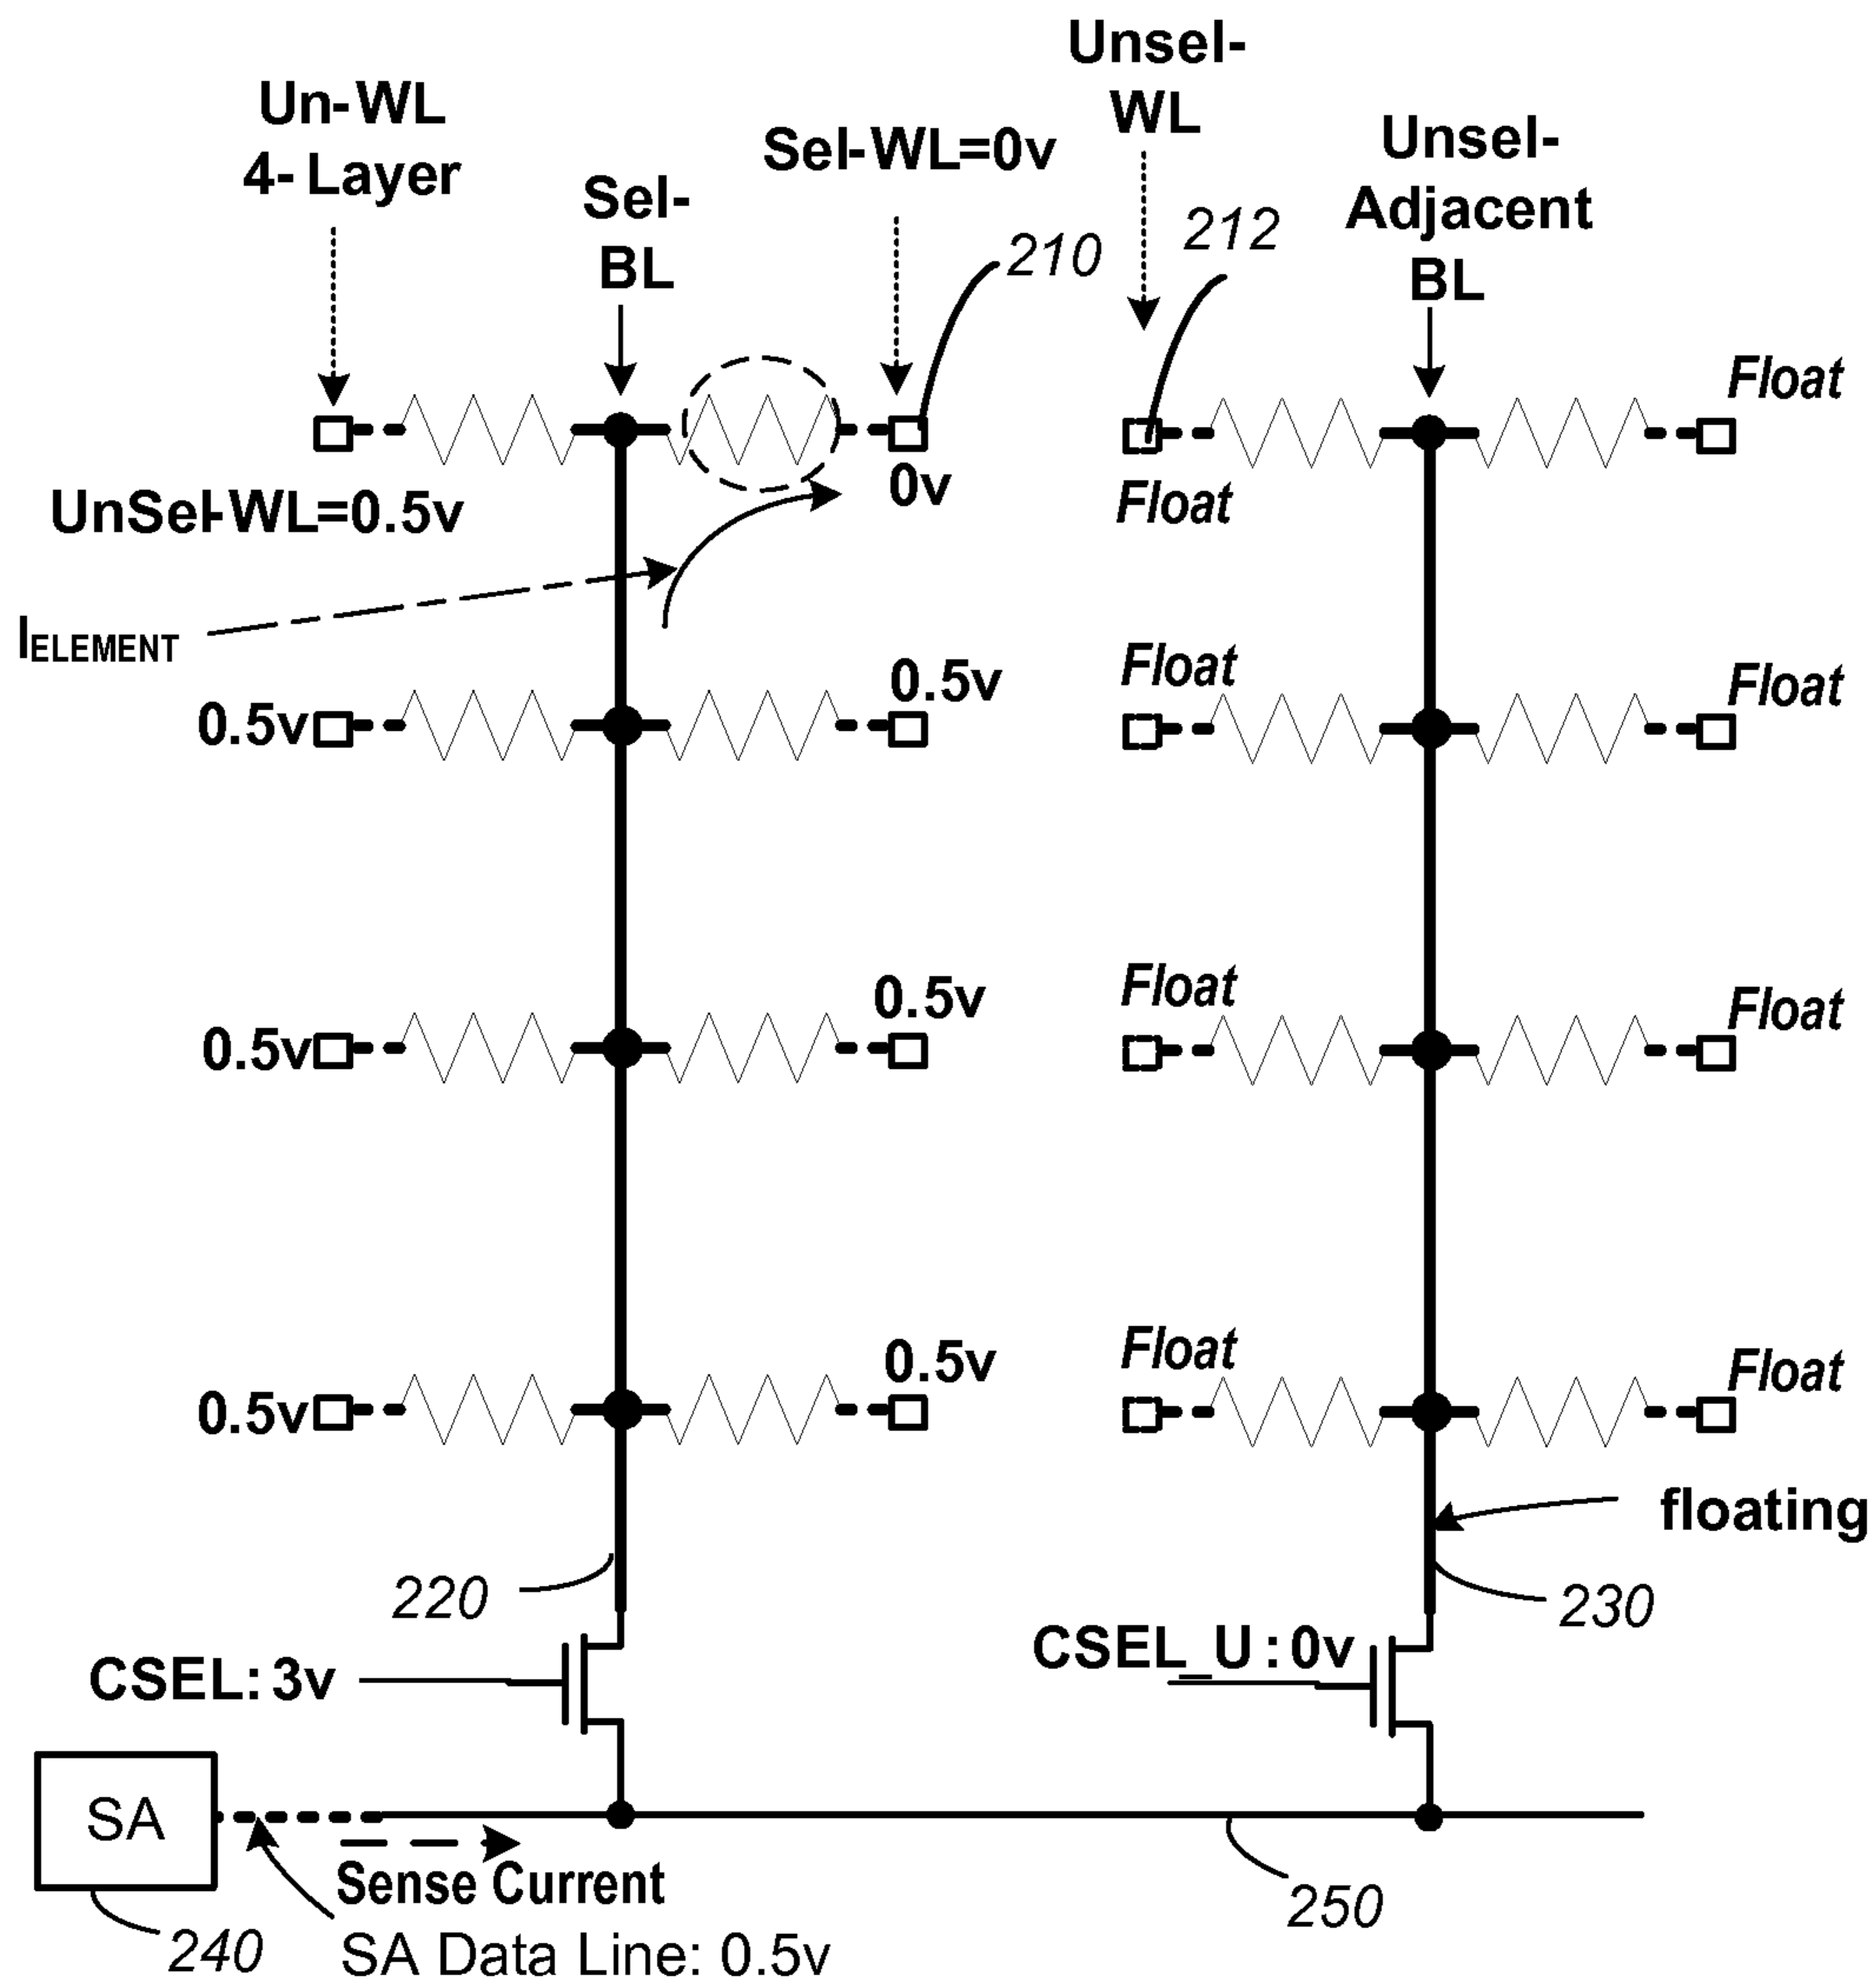 Un-WL
4- Layer
Sel-
BL
Sel-WL=0v
Unsel-
WL
Unsel-
Adjacent
BL
210
212
Float
UnSel-WL=0.5v
0v
Float
IELEMENT
0.5v
0.5v
Float
Float
0.5v
0.5v
Float
Float
0.5v
0.5v
Float
Float
floating
220
230
CSEL: 3v
CSEL_U : 0v
SA
Sense Current
240
SA Data Line: 0.5v
250